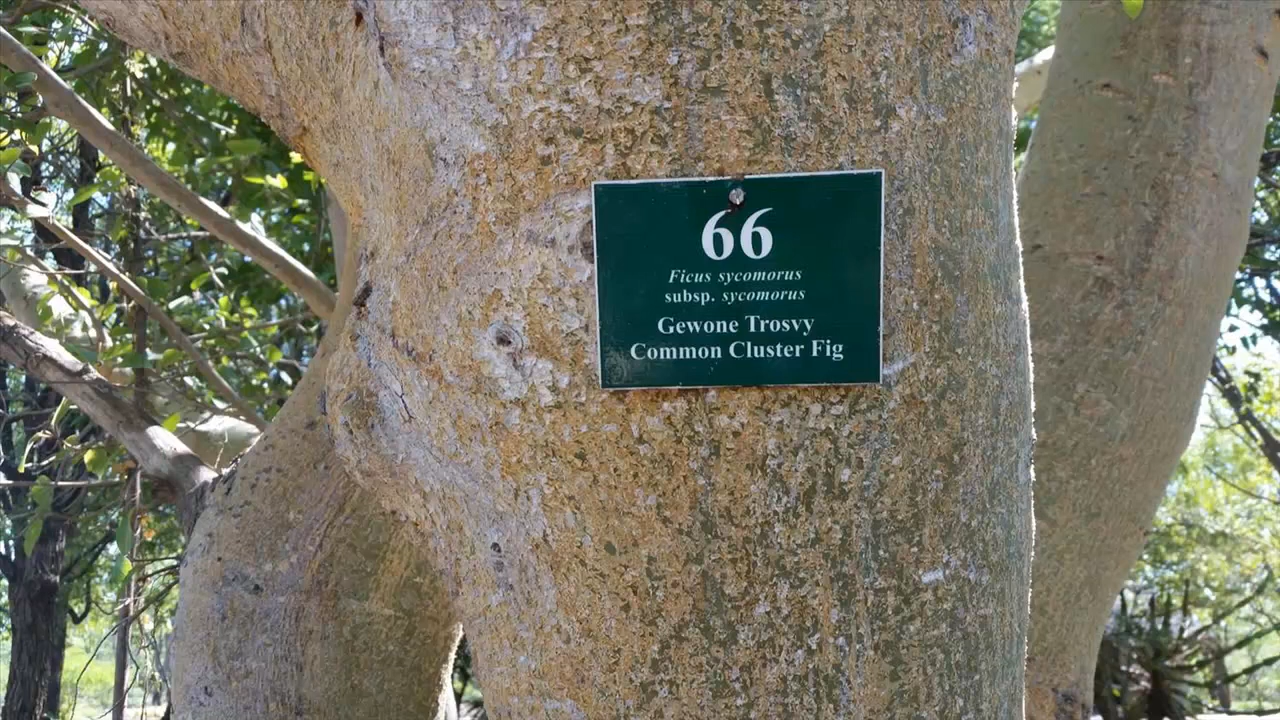 66
Ficus sycomorus
subsp. sycomorus
Gewone Trosvy
Common Cluster Fig